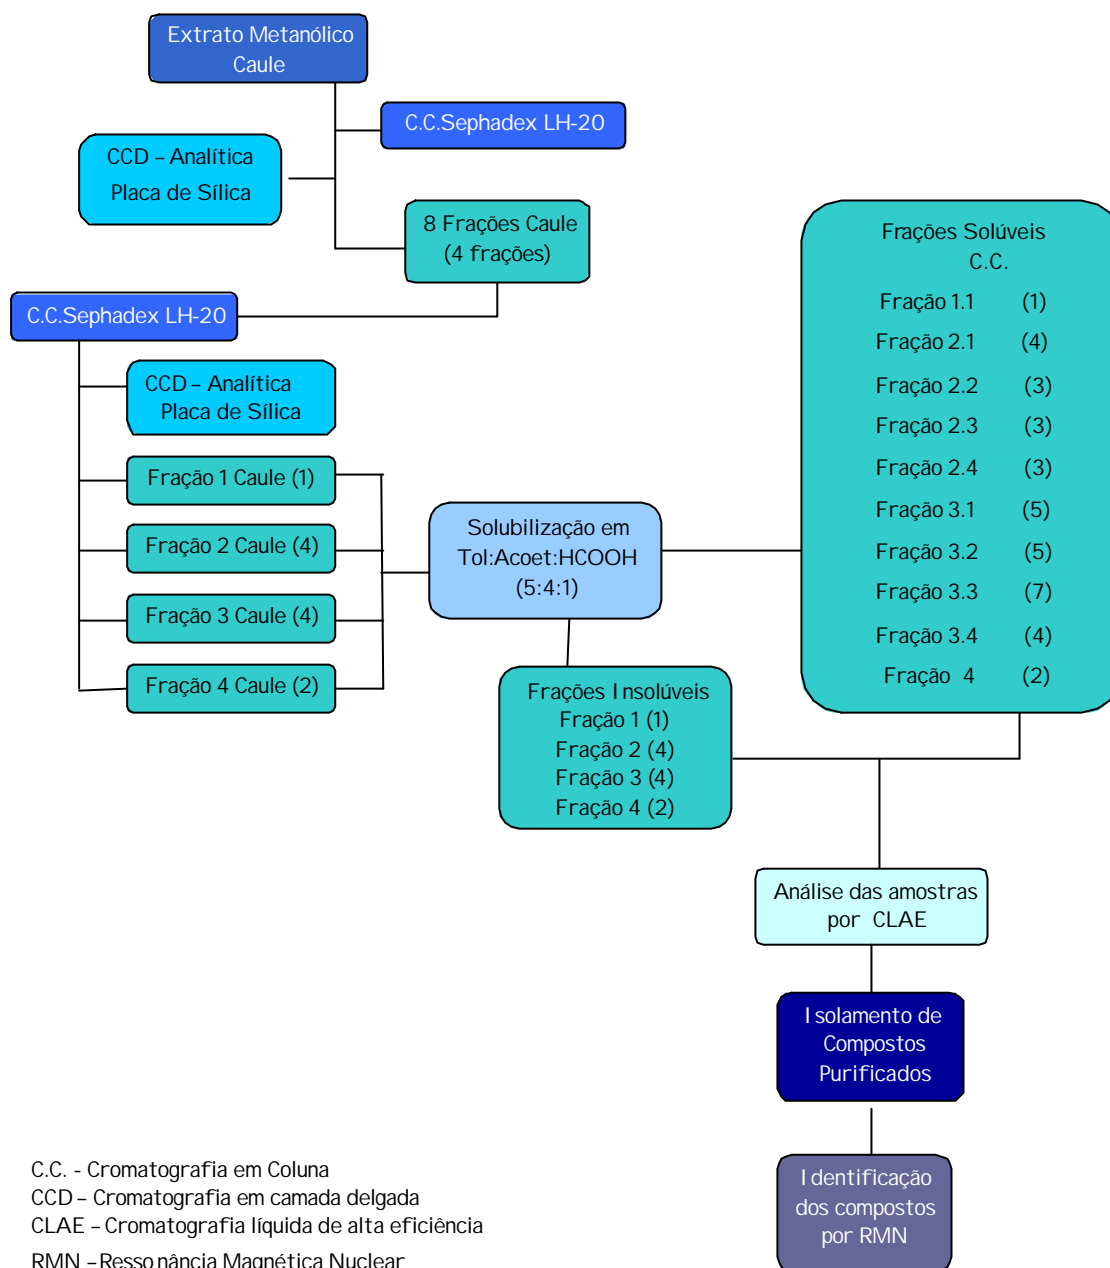 Extrato Metanólico
Caule
C.C.Sephadex LH-20
CCD – Analítica
Placa de Sílica
8 Frações Caule
(4 frações)
C.C.Sephadex LH-20
CCD – Analítica
Placa de Sílica
Fração 1 Caule (1)
Fração 2 Caule (4)
Fração 3 Caule (4)
Fração 4 Caule (2)
Solubilização em
Tol:Acoet:HCOOH
(5:4:1)
Frações Insolúveis
Fração 1 (1)
Fração 2 (4)
Fração 3 (4)
Fração 4 (2)
Frações Solúveis
C.C.
Fração 1.1 (1)
Fração 2.1 (4)
Fração 2.2 (3)
Fração 2.3 (3)
Fração 2.4 (3)
Fração 3.1 (5)
Fração 3.2 (5)
Fração 3.3 (7)
Fração 3.4 (4)
Fração 4 (2)
Análise das amostras
por CLAE
Isolamento de
Compostos
Purificados
Identificação
dos compostos
por RMN
C.C. - Cromatografia em Coluna
CCD – Cromatografia em camada delgada
CLAE – Cromatografia líquida de alta eficiência
RMN – Ressonância Magnética Nuclear